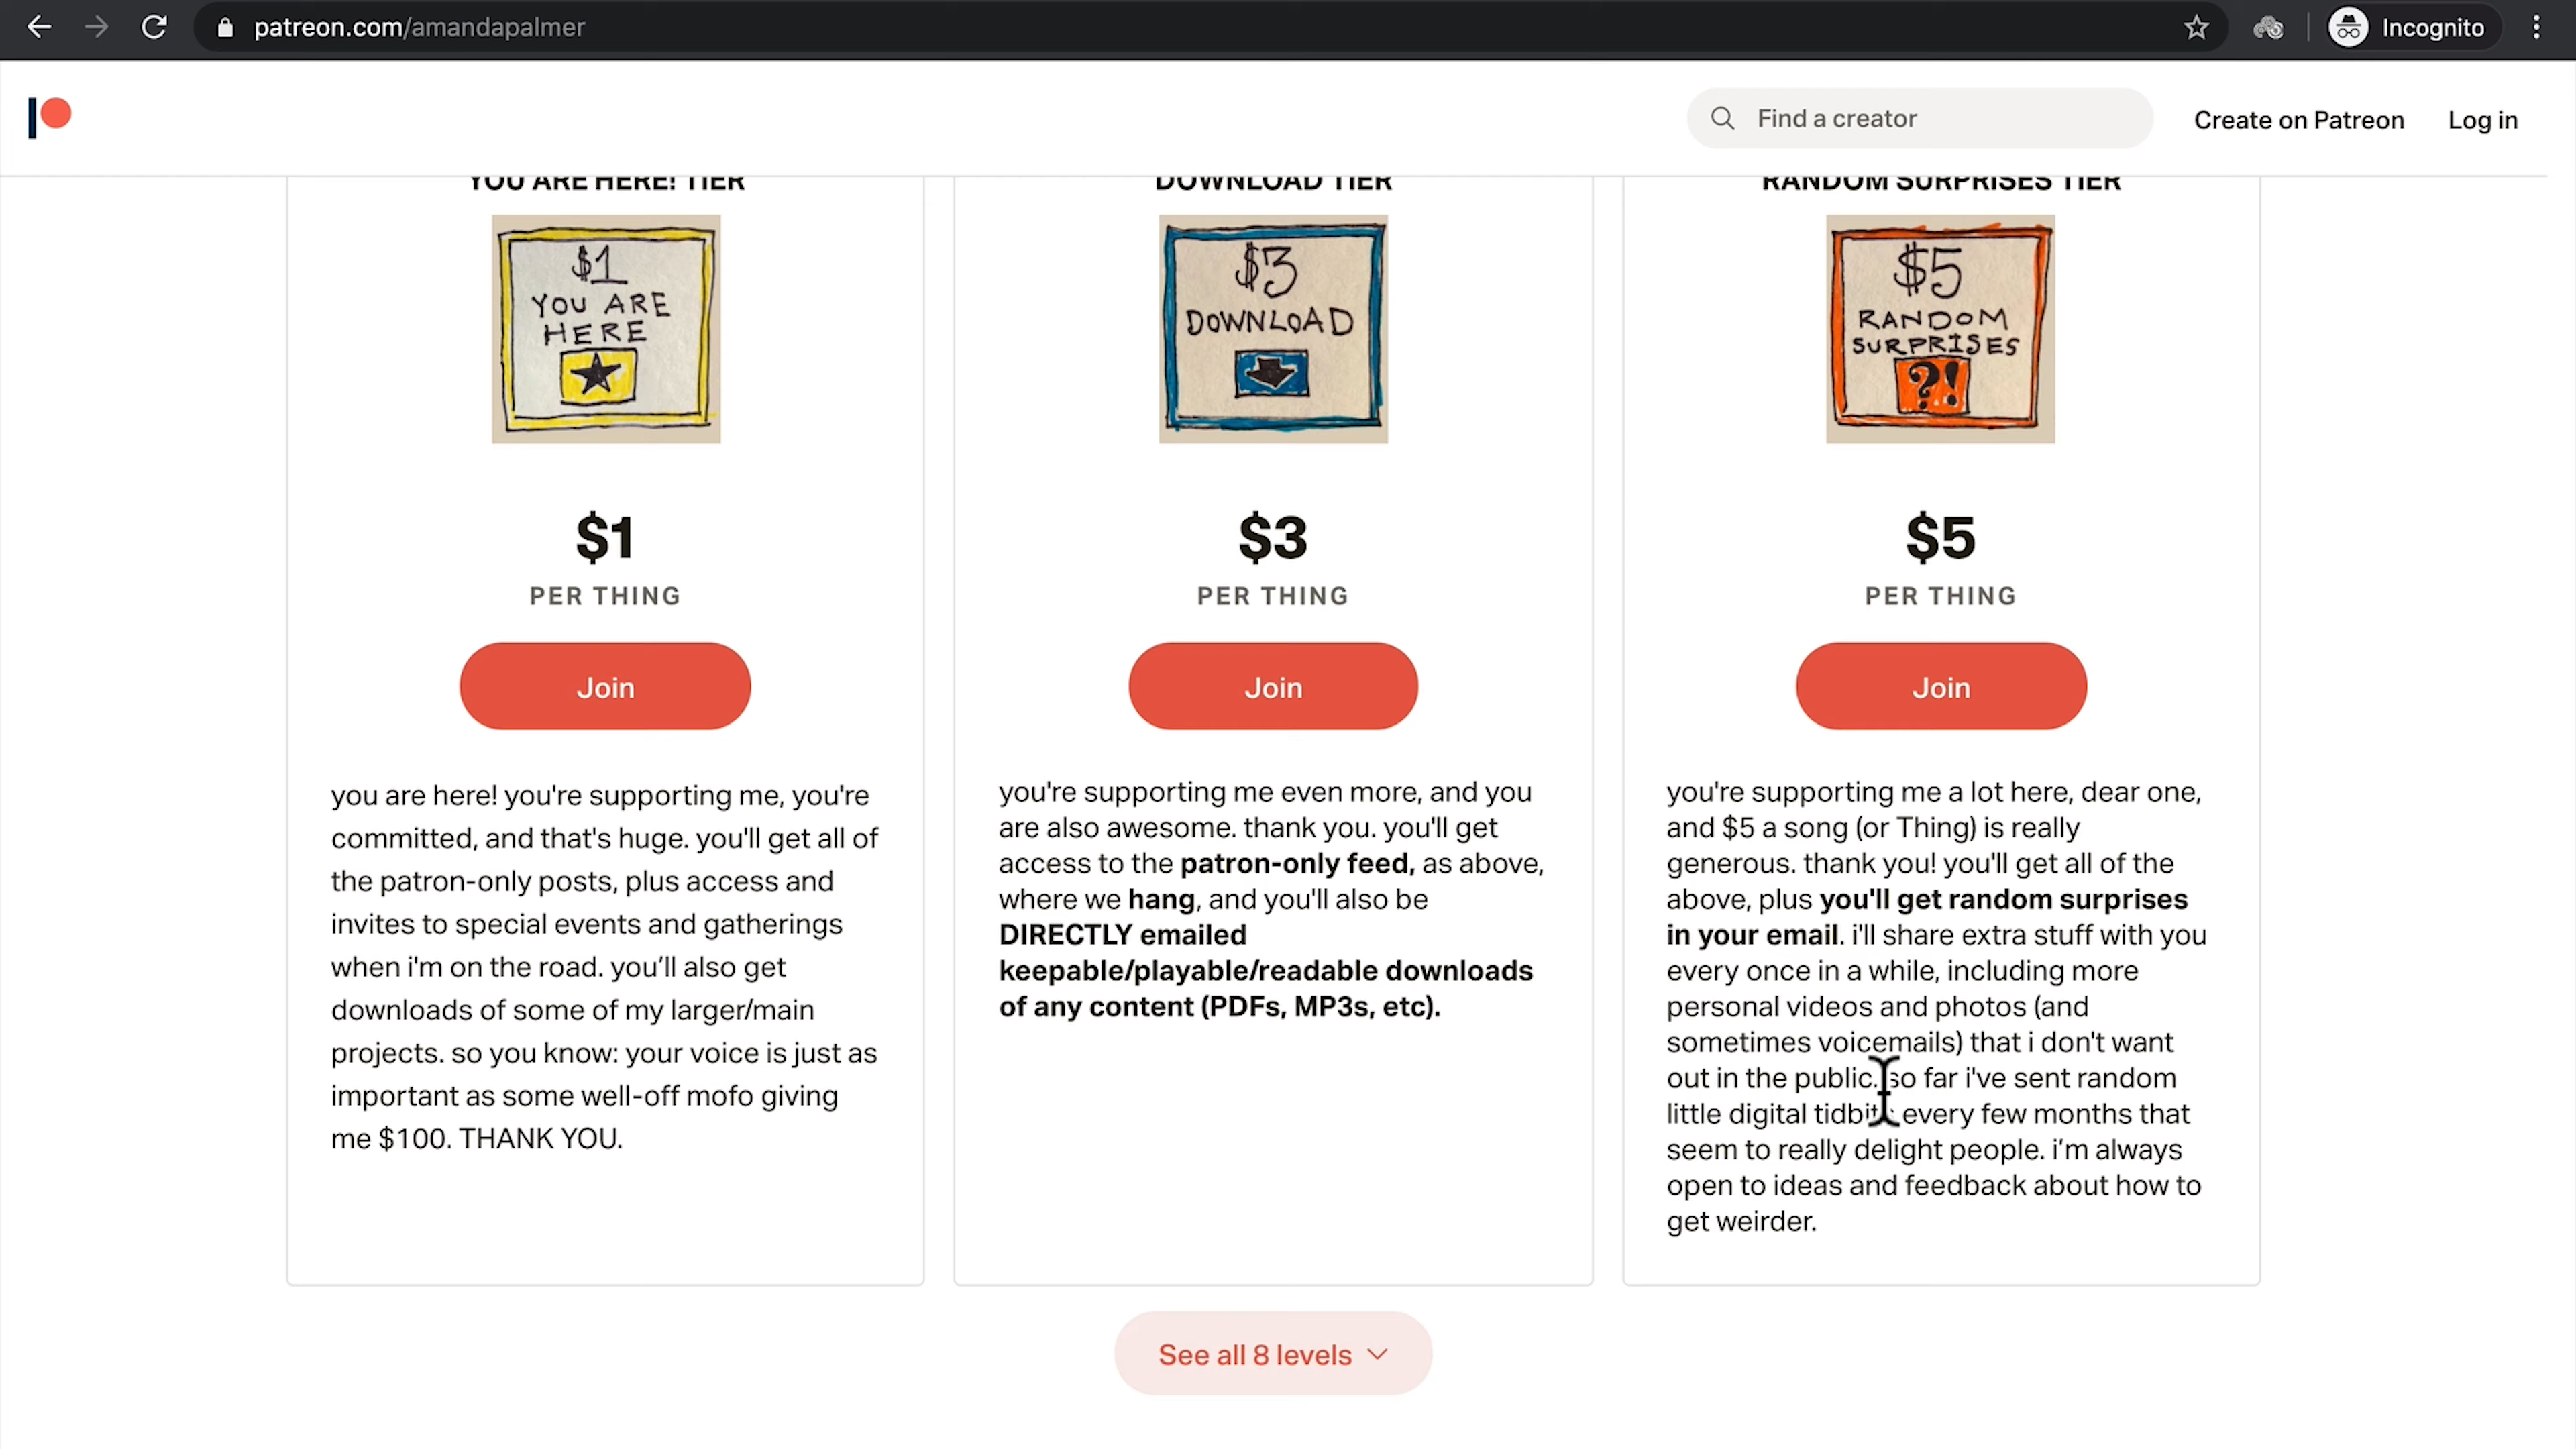 patreon.com/amandapalmer
Incognito
Find a creator
Create on Patreon
Log in
YOU ARE HERE! TIER
$1
YOU ARE
HERE
$1
PER THING
Join
you are here! you're supporting me, you're
committed, and that's huge. you'll get all of
the patron-only posts, plus access and
invites to special events and gatherings
when i'm on the road. you’ll also get
downloads of some of my larger/main
projects. so you know: your voice is just as
important as some well-off mofo giving
me $100. THANK YOU.
DOWNLOAD TIER
$3
DOWNLOAD
$3
PER THING
Join
you're supporting me even more, and you
are also awesome. thank you. you'll get
access to the patron-only feed, as above,
where we hang, and you'll also be
DIRECTLY emailed
keepable/playable/readable downloads
of any content (PDFs, MP3s, etc).
RANDOM SURPRISES TIER
$5
RANDOM
SURPRISES
?!
$5
PER THING
Join
you're supporting me a lot here, dear one,
and $5 a song (or Thing) is really
generous. thank you! you'll get all of the
above, plus you'll get random surprises
in your email. i'll share extra stuff with you
every once in a while, including more
personal videos and photos (and
sometimes voicemails) that i don't want
out in the public. so far i've sent random
little digital tidbits every few months that
seem to really delight people. i’m always
open to ideas and feedback about how to
get weirder.
See all 8 levels